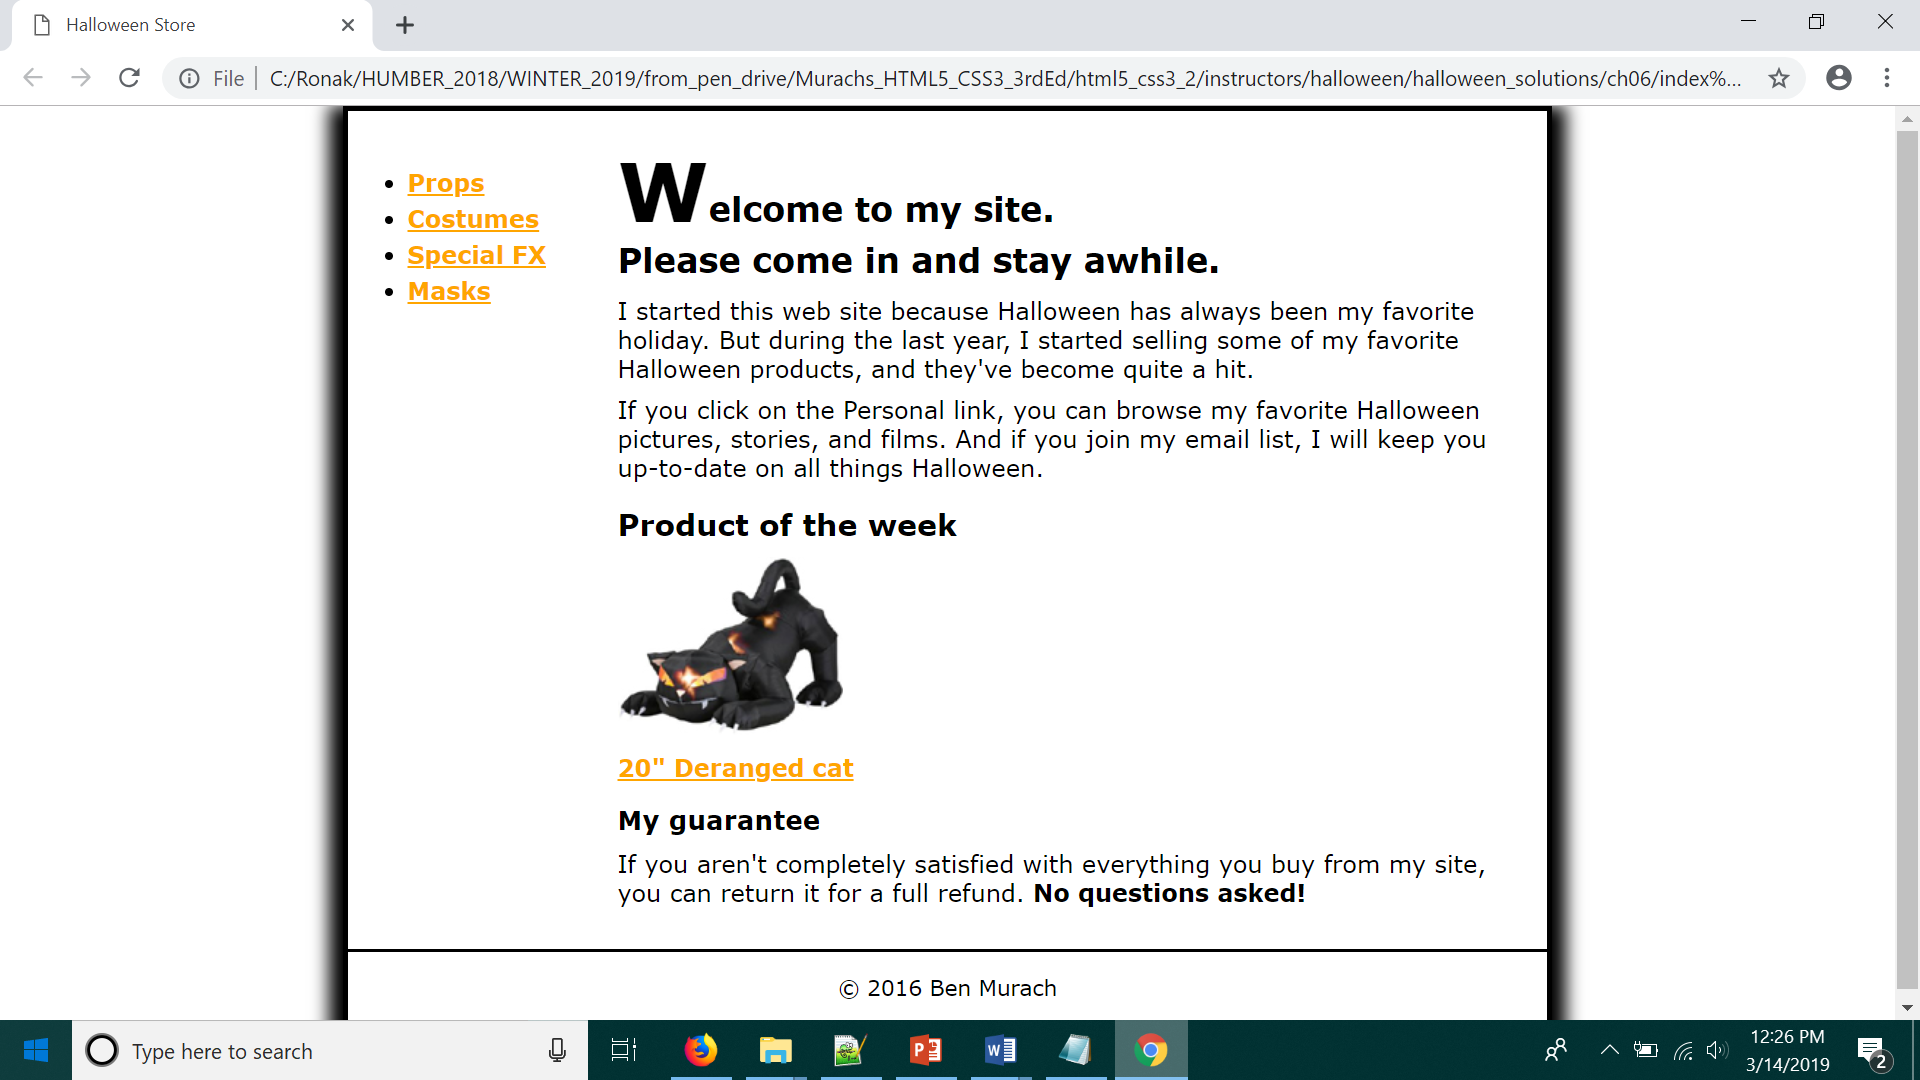 Halloween Store
File
C:/Ronak/HUMBER_2018/WINTER_2019/from_pen_drive/Murachs_HTML5_CSS3_3rdEd/html5_css3_2/instructors/halloween/halloween_solutions/ch06/index%...
Props
Costumes
Special FX
Masks
Welcome to my site.
Please come in and stay awhile.
I started this web site because Halloween has always been my favorite
holiday. But during the last year, I started selling some of my favorite
Halloween products, and they've become quite a hit.
If you click on the Personal link, you can browse my favorite Halloween
pictures, stories, and films. And if you join my email list, I will keep you
up-to-date on all things Halloween.
Product of the week
20" Deranged cat
My guarantee
If you aren't completely satisfied with everything you buy from my site,
you can return it for a full refund. No questions asked!
© 2016 Ben Murach
Type here to search
12:26 PM
3/14/2019
2